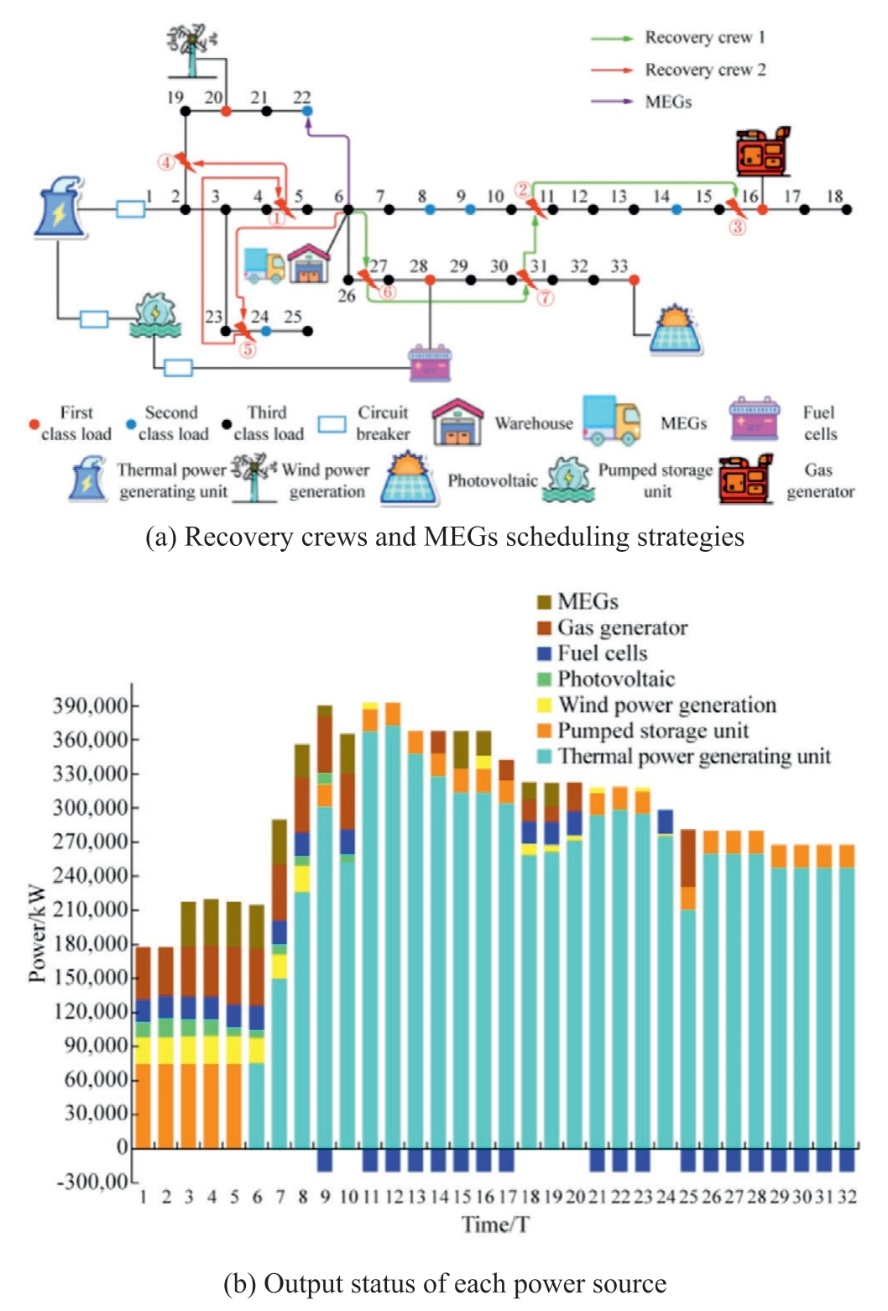 Recovery crew 1
Recovery crew 2
MEGs
19 20 21 22
④
1 2 3 4 5 6 7 8 9 10 11 12 13 14 15 16 17 18
① ② ③
27 28 29 30 31 32 33
26 ⑥ ⑦
23 24 25
⑤
First class load
Second class load
Third class load
Circuit breaker
Warehouse
MEGs
Fuel cells
Thermal power generating unit
Wind power generation
Photovoltaic
Pumped storage unit
Gas generator
(a) Recovery crews and MEGs scheduling strategies
MEGs
Gas generator
Fuel cells
Photovoltaic
Wind power generation
Pumped storage unit
Thermal power generating unit
Power/kW
390,000
360,000
330,000
300,000
270,000
240,000
210,000
180,000
150,000
120,000
90,000
60,000
30,000
0
-300,00
1 2 3 4 5 6 7 8 9 10 11 12 13 14 15 16 17 18 19 20 21 22 23 24 25 26 27 28 29 30 31 32
Time/T
(b) Output status of each power source